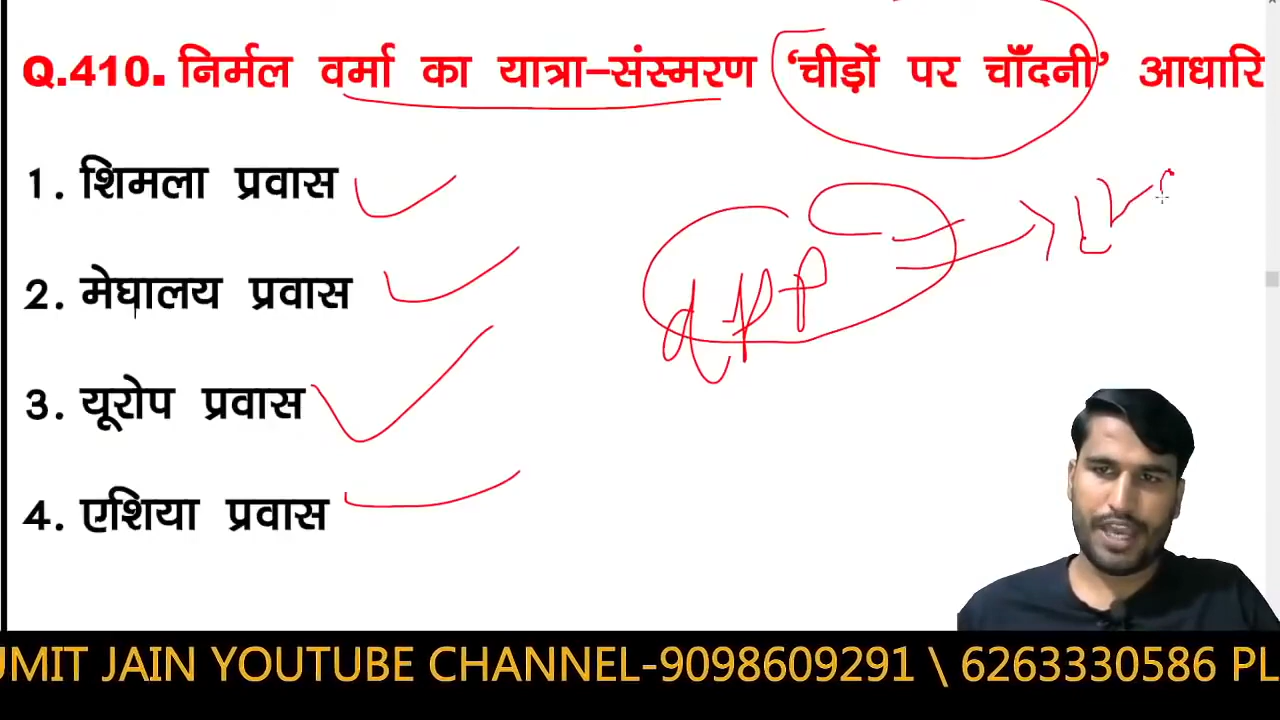 Q.410. निर्मल वर्मा का यात्रा-संस्मरण ‘चीड़ों पर चाँदनी’ आधारि
1. शिमला प्रवास
2. मेघालय प्रवास
3. यूरोप प्रवास
4. एशिया प्रवास
UMIT JAIN YOUTUBE CHANNEL-9098609291 \ 6263330586 PL